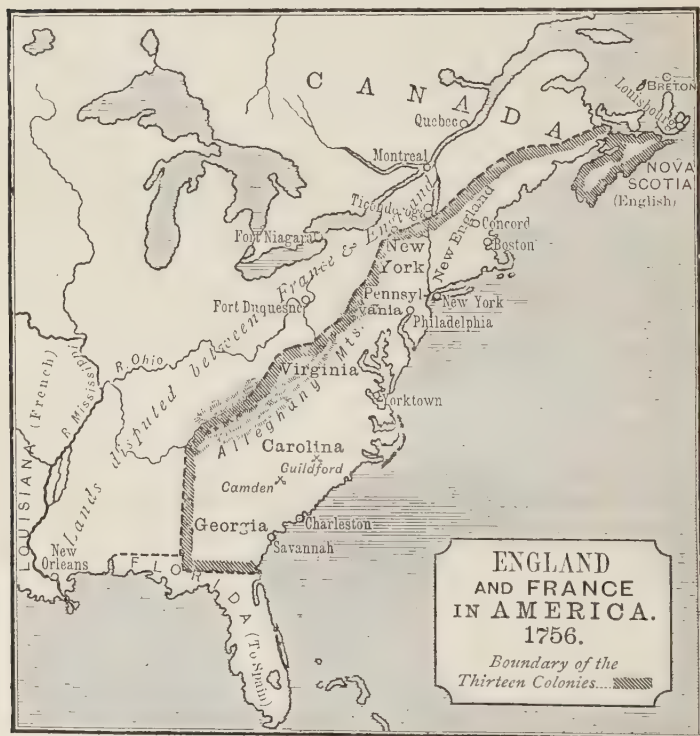 CANADA
C. BRETON
Louisbourg
Quebec
Montreal
NOVA
SCOTIA
(English)
Ticonderoga
Concord
Boston
Fort Niagara
New England
New
York
Lands disputed between France & England
Pennsyl-
vania
New York
Fort Duquesne
Philadelphia
R. Ohio
Alleghany Mts.
Virginia
R. Mississippi
Yorktown
LOUISIANA (French)
Carolina
Guildford
Camden
Georgia
Charleston
Savannah
New
Orleans
FLORIDA (To Spain)
ENGLAND
AND FRANCE
IN AMERICA.
1756.
Boundary of the
Thirteen Colonies....